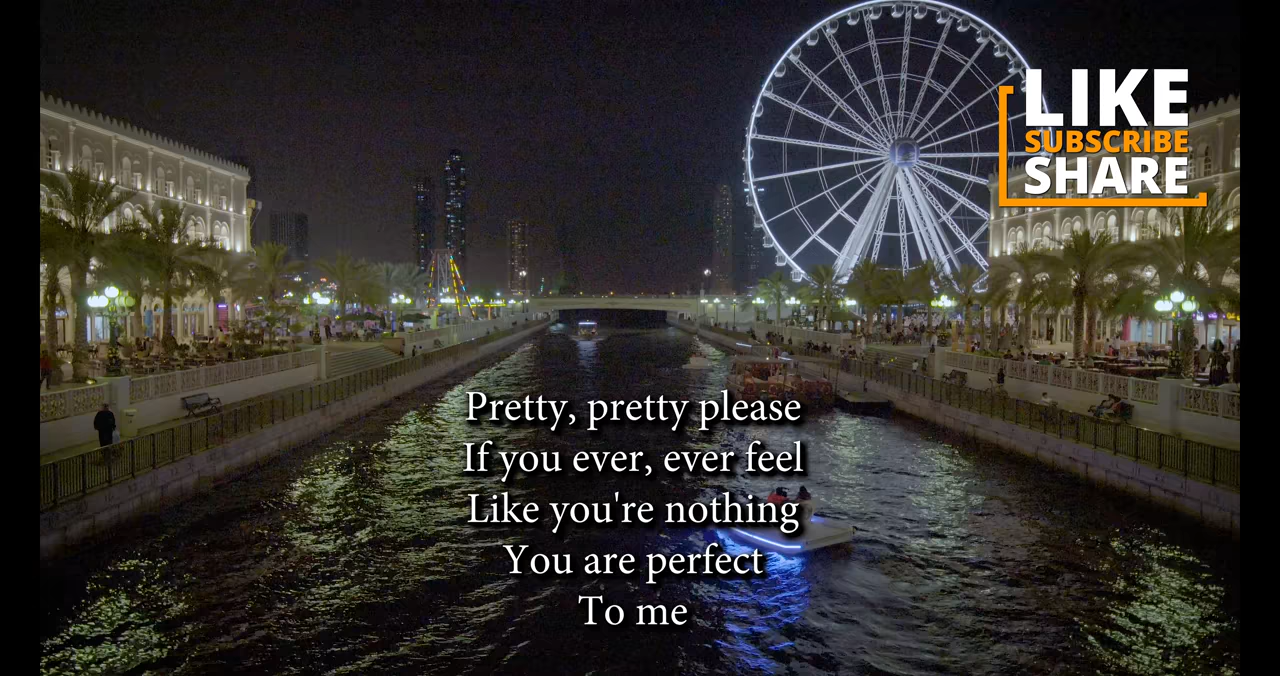 LIKE
SUBSCRIBE
SHARE
Pretty, pretty please
If you ever, ever feel
Like you're nothing
You are perfect
To me